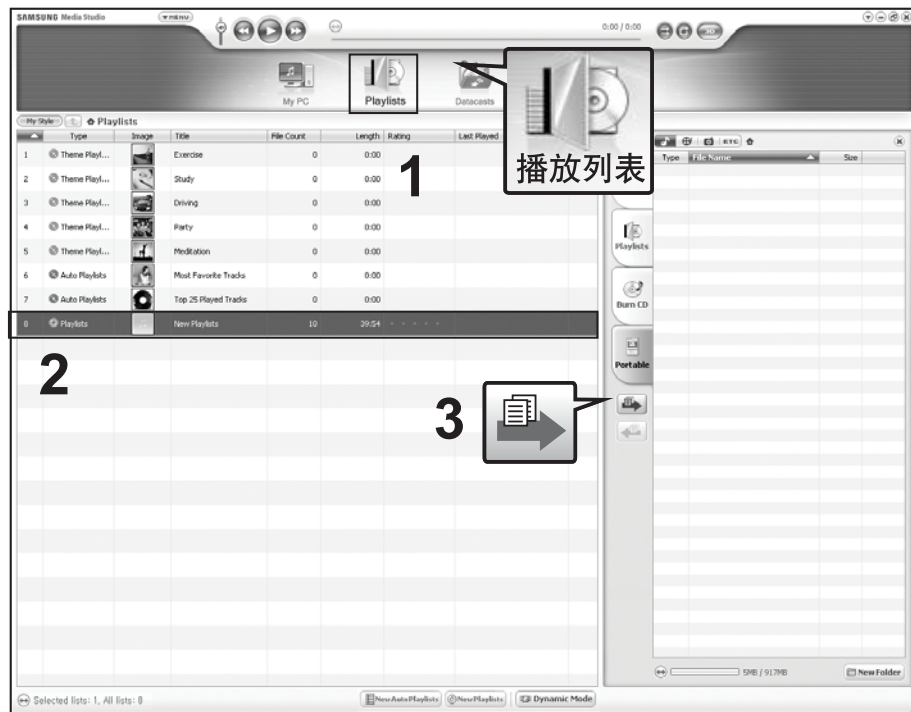 SAMSUNG Media Studio
MENU
0:00 / 0:00
3D
My PC
Playlists
Datacasts
播放列表
My Style
Playlists
Type Image Title File Count Length Rating Last Played
1 Theme Playl... Exercise 0 0:00
2 Theme Playl... Study 0 0:00
3 Theme Playl... Driving 0 0:00
4 Theme Playl... Party 0 0:00
5 Theme Playl... Meditation 0 0:00
6 Auto Playlists Most Favorite Tracks 0 0:00
7 Auto Playlists Top 25 Played Tracks 0 0:00
8 Playlists New Playlists 10 39:54
1
2
3
ETC
Type File Name Size
Playlists
Burn CD
Portable
5MB / 917MB
New Folder
Selected lists: 1, All lists: 8
New Auto Playlists
New Playlists
Dynamic Mode